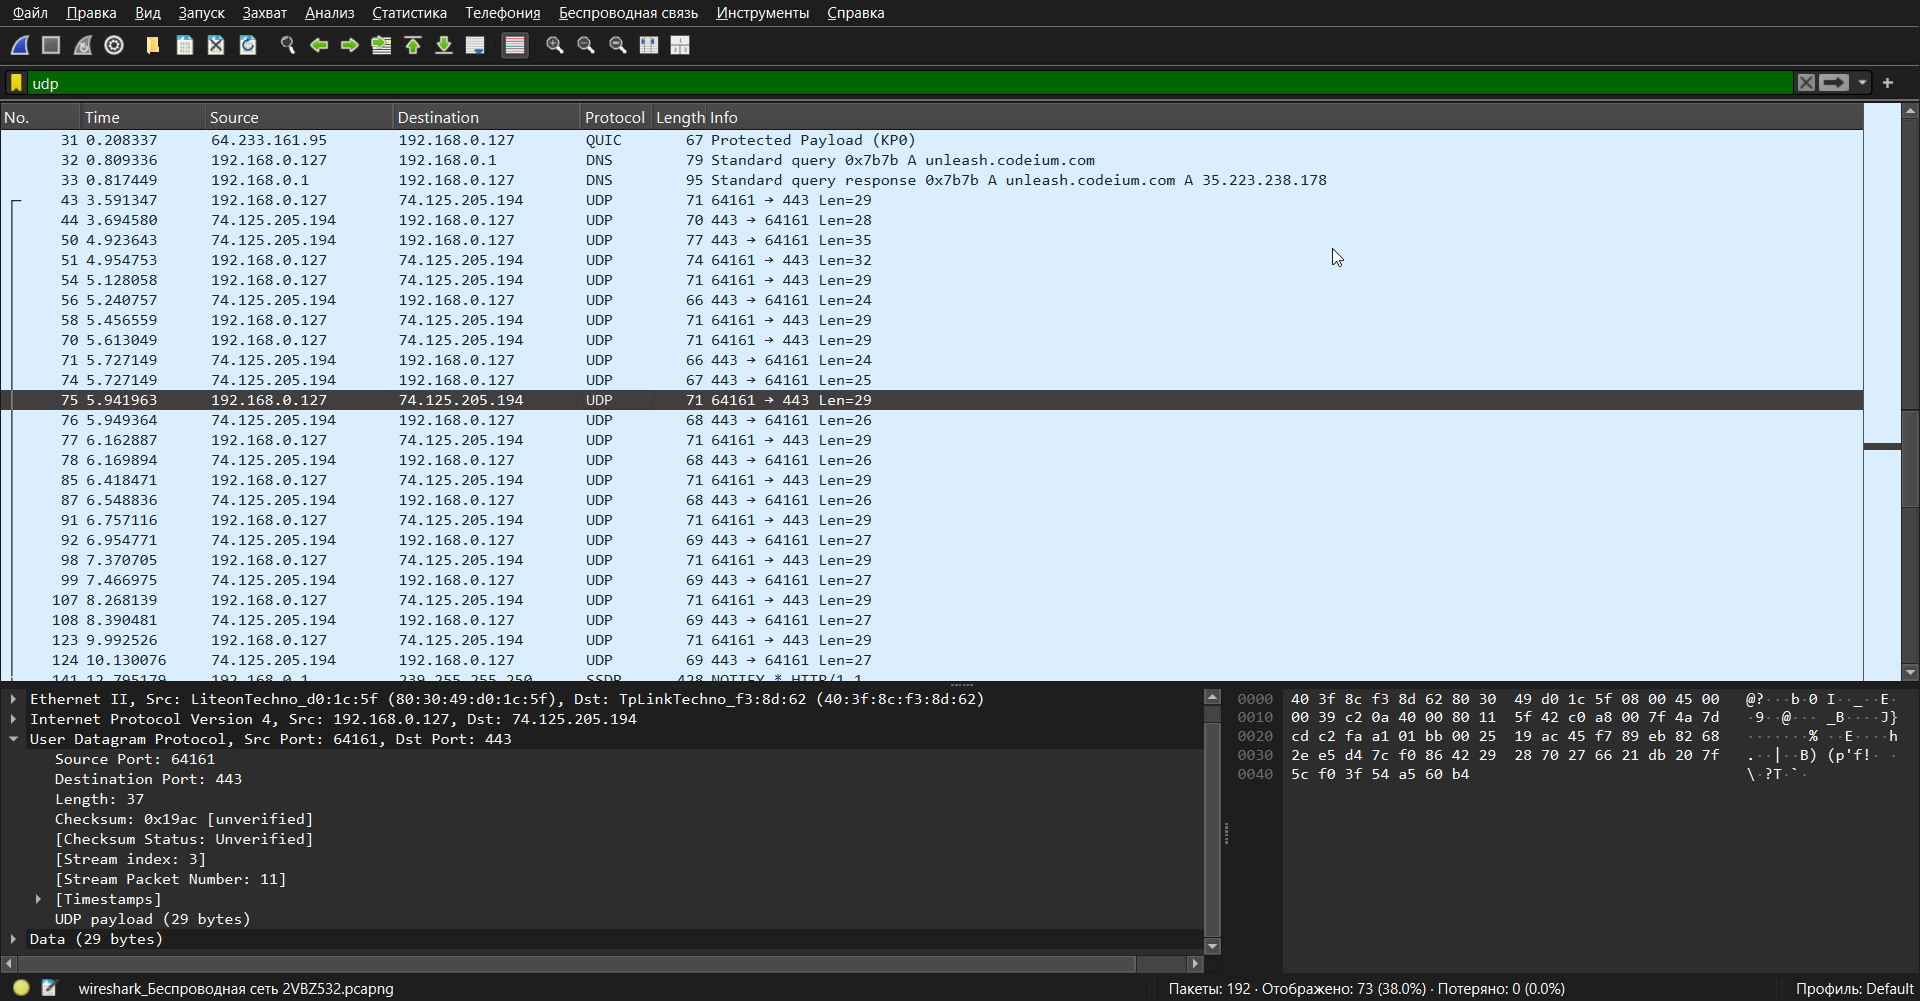 Файл Правка Вид Запуск Захват Анализ Статистика Телефония Беспроводная связь Инструменты Справка
udp
No. Time Source Destination Protocol Length Info
31 0.208337 64.233.161.95 192.168.0.127 QUIC 67 Protected Payload (KP0)
32 0.809336 192.168.0.127 192.168.0.1 DNS 79 Standard query 0x7b7b A unleash.codeium.com
33 0.817449 192.168.0.1 192.168.0.127 DNS 95 Standard query response 0x7b7b A unleash.codeium.com A 35.223.238.178
43 3.591347 192.168.0.127 74.125.205.194 UDP 71 64161 → 443 Len=29
44 3.694580 74.125.205.194 192.168.0.127 UDP 70 443 → 64161 Len=28
50 4.923643 74.125.205.194 192.168.0.127 UDP 77 443 → 64161 Len=35
51 4.954753 192.168.0.127 74.125.205.194 UDP 74 64161 → 443 Len=32
54 5.128058 192.168.0.127 74.125.205.194 UDP 71 64161 → 443 Len=29
56 5.240757 74.125.205.194 192.168.0.127 UDP 66 443 → 64161 Len=24
58 5.456559 192.168.0.127 74.125.205.194 UDP 71 64161 → 443 Len=29
70 5.613049 192.168.0.127 74.125.205.194 UDP 71 64161 → 443 Len=29
71 5.727149 74.125.205.194 192.168.0.127 UDP 66 443 → 64161 Len=24
74 5.727149 74.125.205.194 192.168.0.127 UDP 67 443 → 64161 Len=25
75 5.941963 192.168.0.127 74.125.205.194 UDP 71 64161 → 443 Len=29
76 5.949364 74.125.205.194 192.168.0.127 UDP 68 443 → 64161 Len=26
77 6.162887 192.168.0.127 74.125.205.194 UDP 71 64161 → 443 Len=29
78 6.169894 74.125.205.194 192.168.0.127 UDP 68 443 → 64161 Len=26
85 6.418471 192.168.0.127 74.125.205.194 UDP 71 64161 → 443 Len=29
87 6.548836 74.125.205.194 192.168.0.127 UDP 68 443 → 64161 Len=26
91 6.757116 192.168.0.127 74.125.205.194 UDP 71 64161 → 443 Len=29
92 6.954771 74.125.205.194 192.168.0.127 UDP 69 443 → 64161 Len=27
98 7.370705 192.168.0.127 74.125.205.194 UDP 71 64161 → 443 Len=29
99 7.466975 74.125.205.194 192.168.0.127 UDP 69 443 → 64161 Len=27
107 8.268139 192.168.0.127 74.125.205.194 UDP 71 64161 → 443 Len=29
108 8.390481 74.125.205.194 192.168.0.127 UDP 69 443 → 64161 Len=27
123 9.992526 192.168.0.127 74.125.205.194 UDP 71 64161 → 443 Len=29
124 10.130076 74.125.205.194 192.168.0.127 UDP 69 443 → 64161 Len=27
141 12.795179 192.168.0.1 239.255.255.250 SSDP 428 NOTIFY * HTTP/1.1
Ethernet II, Src: LiteonTechno_d0:1c:5f (80:30:49:d0:1c:5f), Dst: TpLinkTechno_f3:8d:62 (40:3f:8c:f3:8d:62)
Internet Protocol Version 4, Src: 192.168.0.127, Dst: 74.125.205.194
User Datagram Protocol, Src Port: 64161, Dst Port: 443
Source Port: 64161
Destination Port: 443
Length: 37
Checksum: 0x19ac [unverified]
[Checksum Status: Unverified]
[Stream index: 3]
[Stream Packet Number: 11]
[Timestamps]
UDP payload (29 bytes)
Data (29 bytes)
0000 40 3f 8c f3 8d 62 80 30 49 d0 1c 5f 08 00 45 00 @?···b·0 I··_··E·
0010 00 39 c2 0a 40 00 80 11 5f 42 c0 a8 00 7f 4a 7d ·9··@··· _B····J}
0020 cd c2 fa a1 01 bb 00 25 19 ac 45 f7 89 eb 82 68 ·······% ··E····h
0030 2e e5 d4 7c f0 86 42 29 28 70 27 66 21 db 20 7f .··|··B) (p'f!· ·
0040 5c f0 3f 54 a5 60 b4 \·?T·`·
wireshark_Беспроводная сеть 2VBZ532.pcapng
Пакеты: 192 · Отображено: 73 (38.0%) · Потеряно: 0 (0.0%)
Профиль: Default